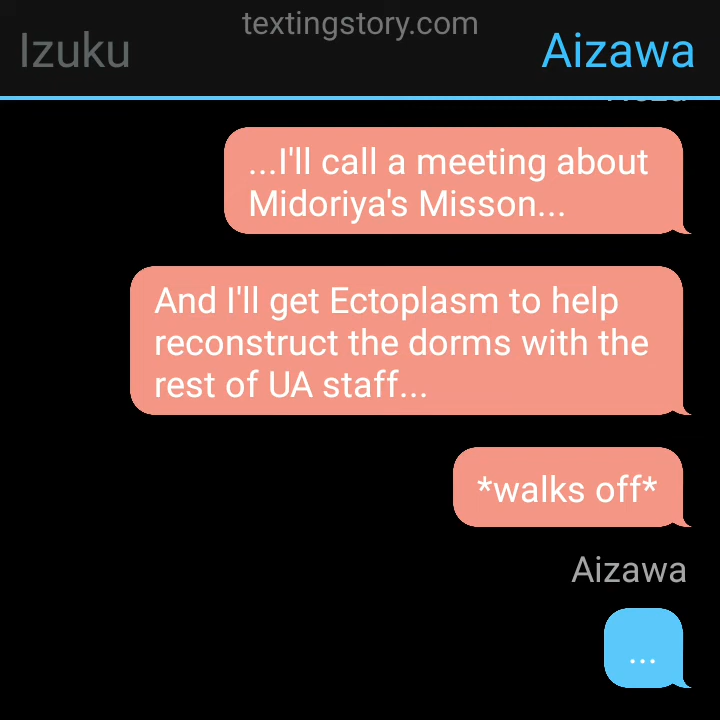 textingstory.com
Izuku
Aizawa
...I'll call a meeting about
Midoriya's Misson...
And I'll get Ectoplasm to help
reconstruct the dorms with the
rest of UA staff...
*walks off*
Aizawa
...